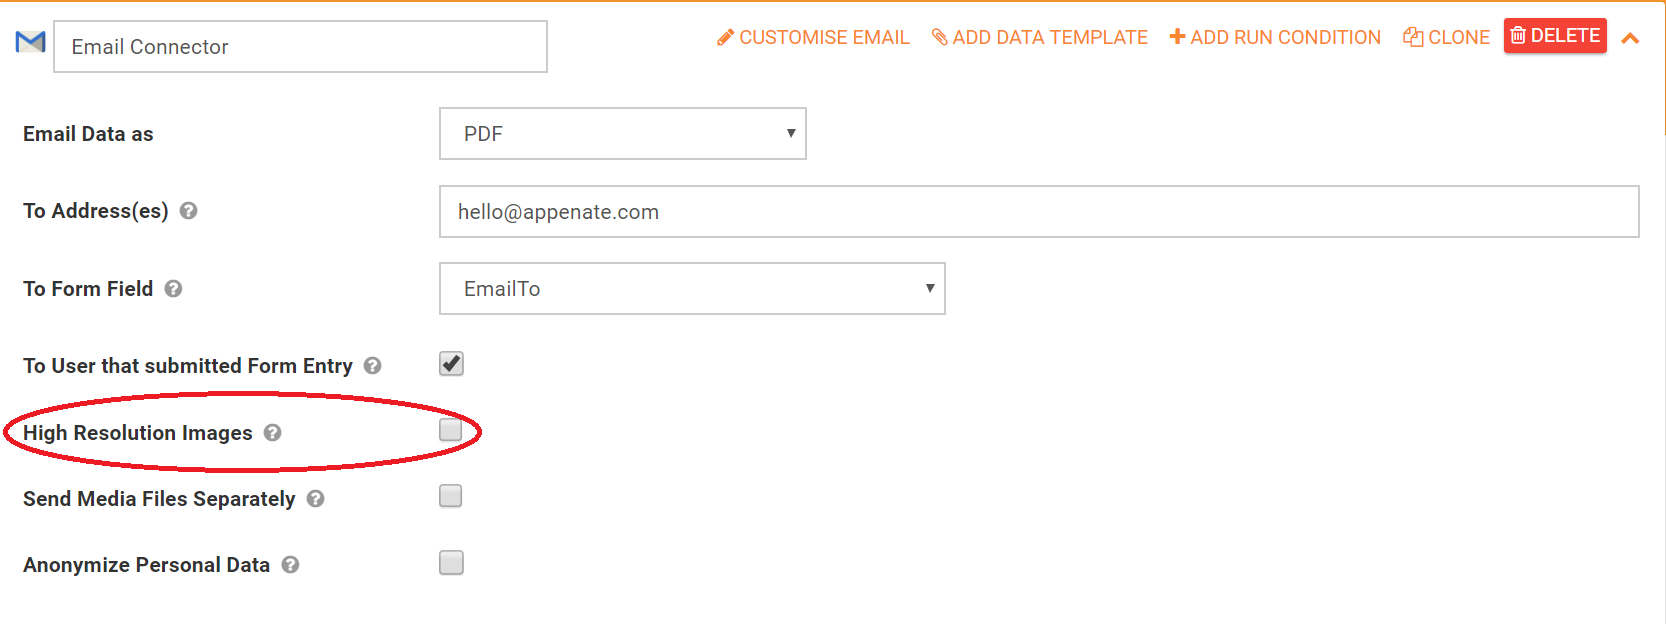 Email Connector
CUSTOMISE EMAIL ADD DATA TEMPLATE ADD RUN CONDITION CLONE DELETE
Email Data as PDF
To Address(es) hello@appenate.com
To Form Field EmailTo
To User that submitted Form Entry
High Resolution Images
Send Media Files Separately
Anonymize Personal Data